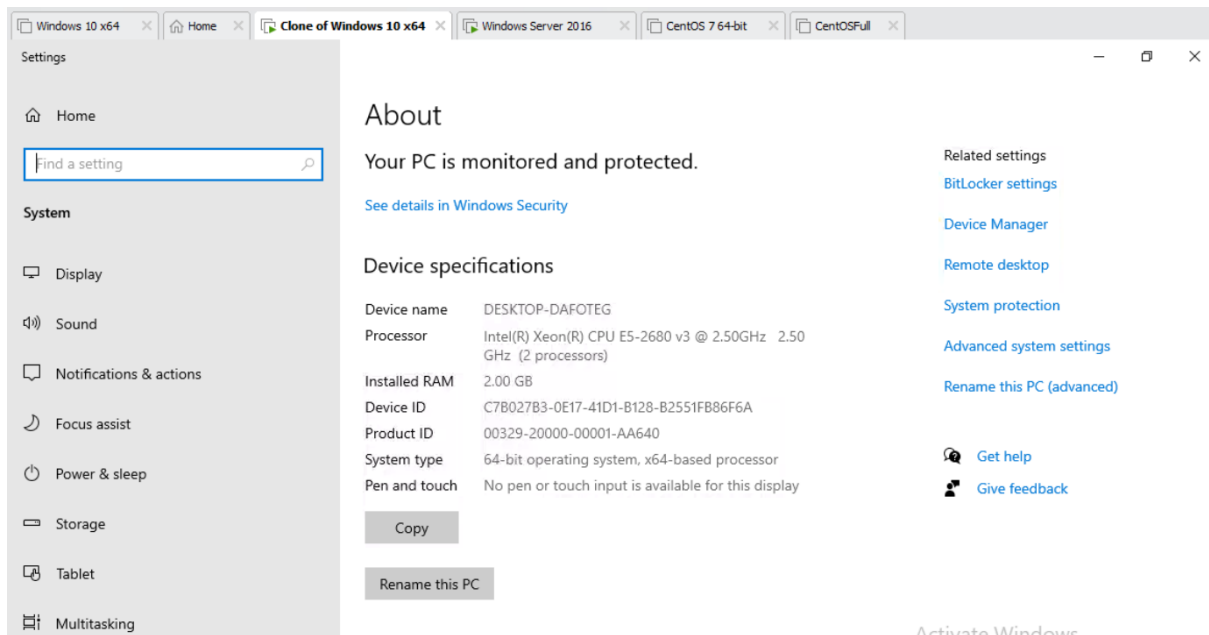 Windows 10 x64
Home
Clone of Windows 10 x64
Windows Server 2016
CentOS 7 64-bit
CentOSFull
Settings
Home
Find a setting
System
Display
Sound
Notifications & actions
Focus assist
Power & sleep
Storage
Tablet
Multitasking
About
Your PC is monitored and protected.
See details in Windows Security
Device specifications
Device name DESKTOP-DAFOTEG
Processor Intel(R) Xeon(R) CPU E5-2680 v3 @ 2.50GHz 2.50
GHz (2 processors)
Installed RAM 2.00 GB
Device ID C7B027B3-0E17-41D1-B128-B2551FB86F6A
Product ID 00329-20000-00001-AA640
System type 64-bit operating system, x64-based processor
Pen and touch No pen or touch input is available for this display
Copy
Rename this PC
Related settings
BitLocker settings
Device Manager
Remote desktop
System protection
Advanced system settings
Rename this PC (advanced)
Get help
Give feedback
Activate Windows